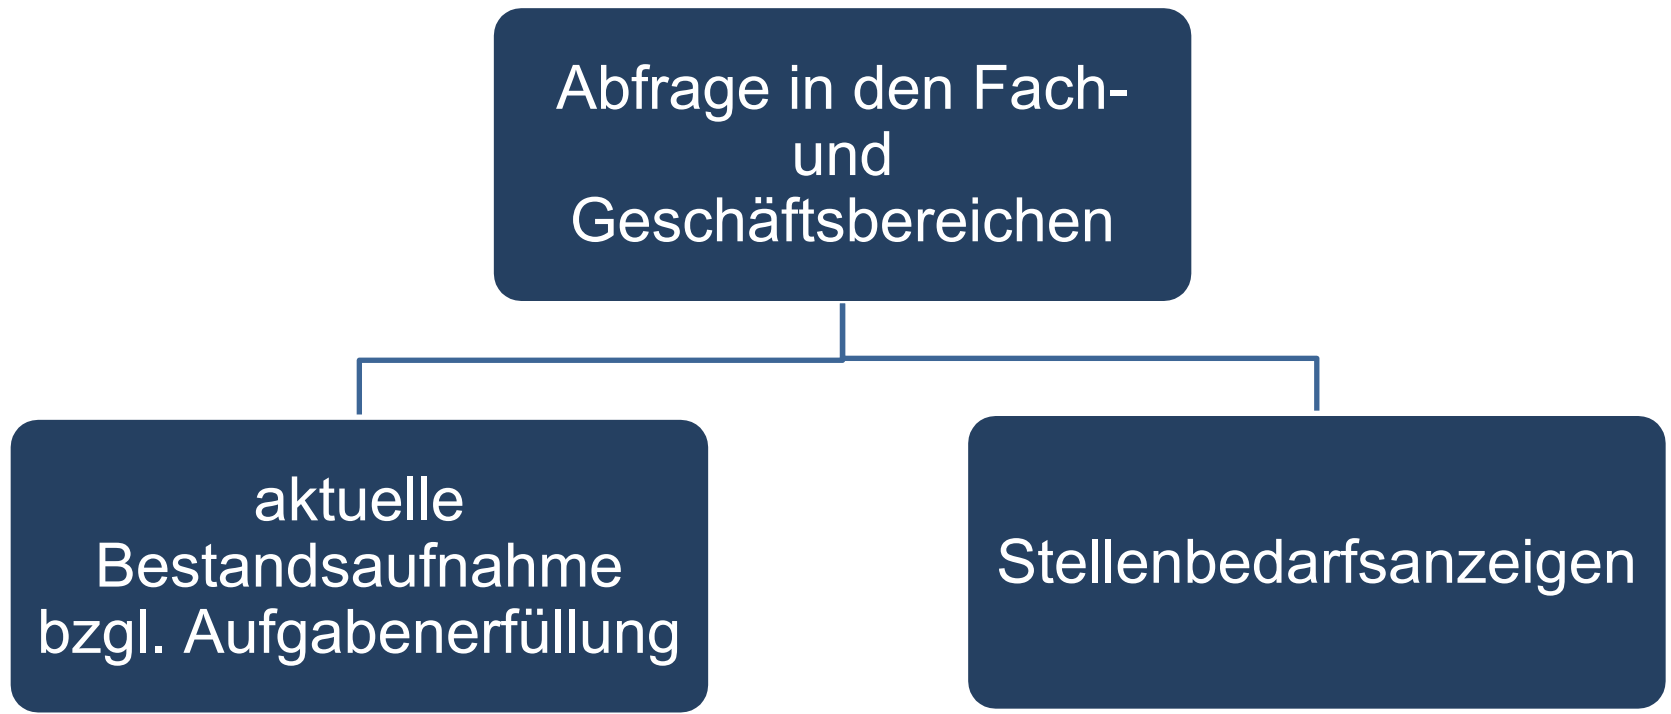 Abfrage in den Fach-
und
Geschäftsbereichen
aktuelle
Bestandsaufnahme
bzgl. Aufgabenerfüllung
Stellenbedarfsanzeigen